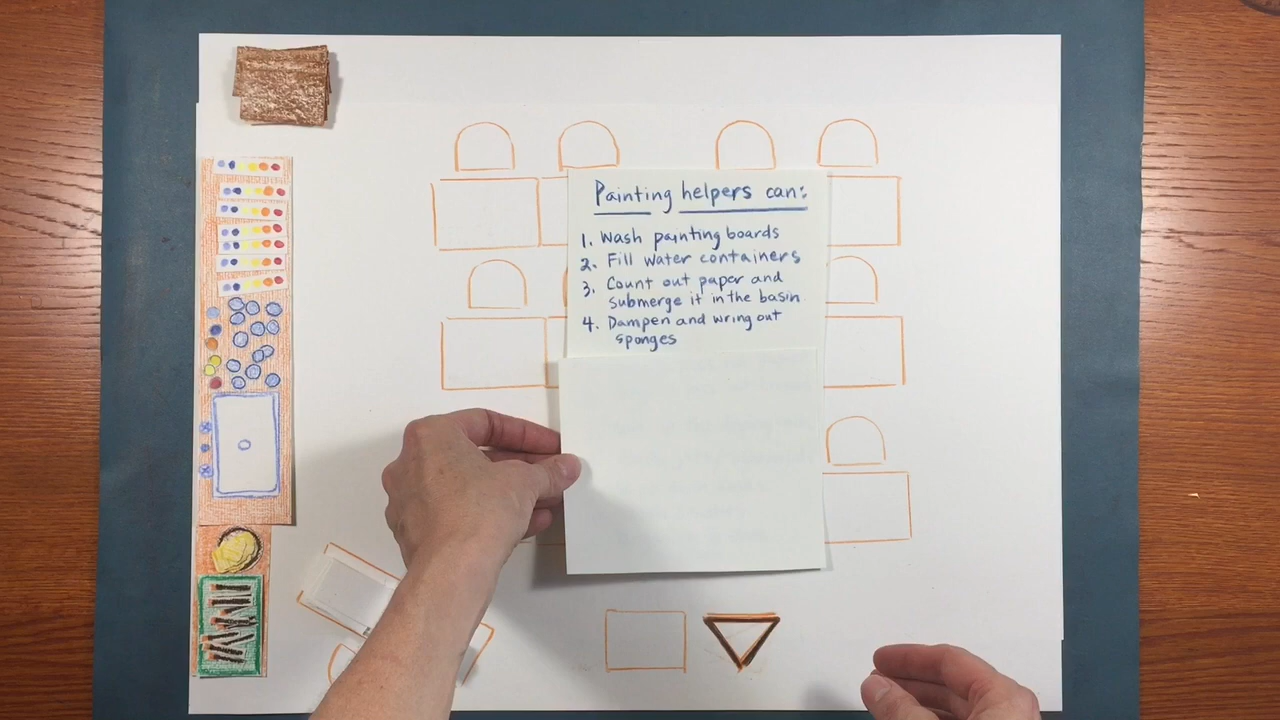 Painting helpers can:
1. Wash painting boards
2. Fill Water containers
3. Count out paper and
submerge it in the basin
4. Dampen and wring out
sponges